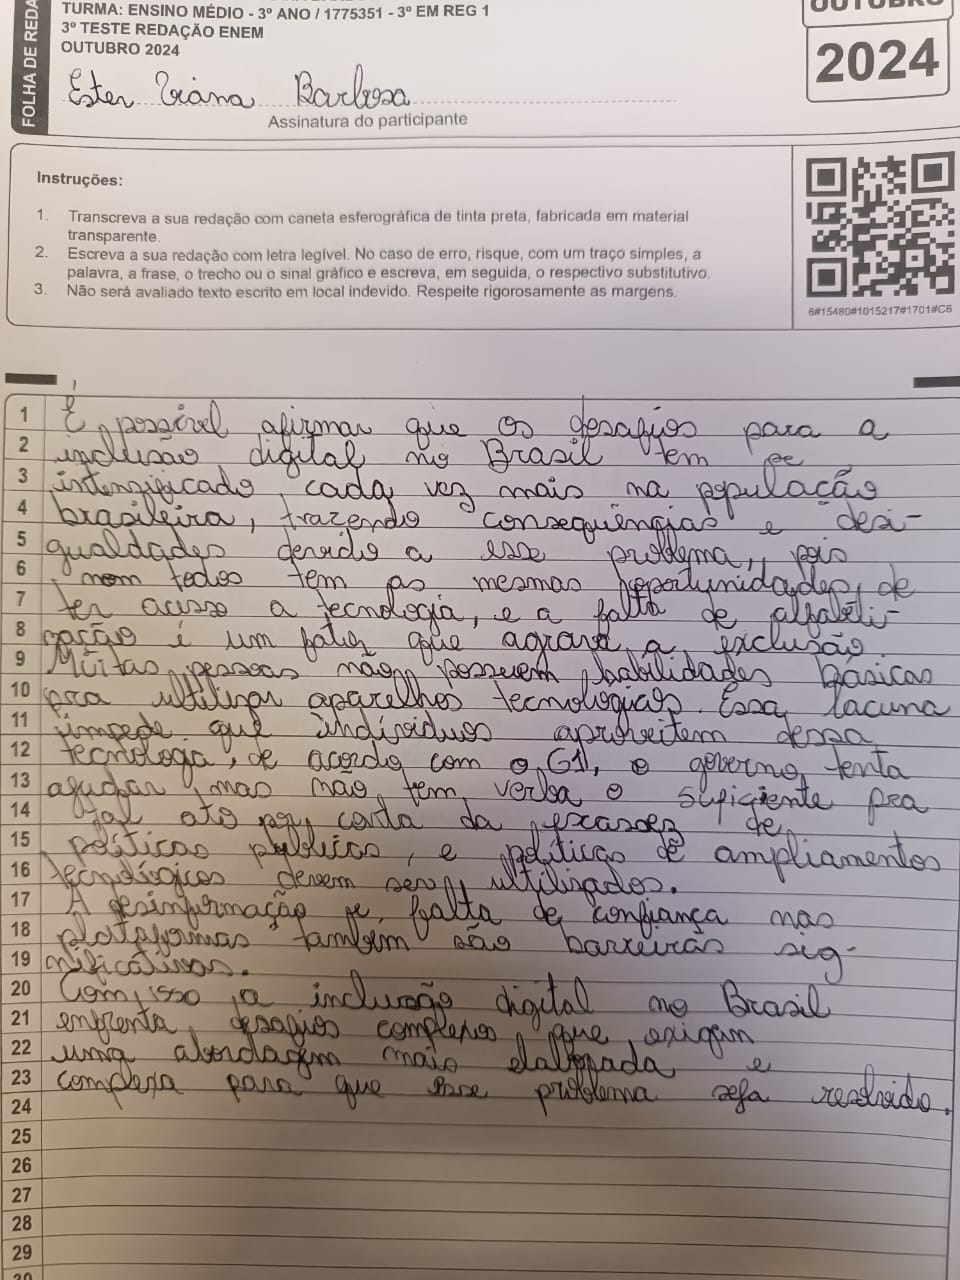 FOLHA DE REDA
TURMA: ENSINO MÉDIO - 3º ANO / 1775351 - 3º EM REG 1
3º TESTE REDAÇÃO ENEM
OUTUBRO 2024
OUTUBRO
2024
Ester Viana Barbosa
Assinatura do participante
Instruções:
1. Transcreva a sua redação com caneta esferográfica de tinta preta, fabricada em material
transparente.
2. Escreva a sua redação com letra legível. No caso de erro, risque, com um traço simples, a
palavra, a frase, o trecho ou o sinal gráfico e escreva, em seguida, o respectivo substitutivo.
3. Não será avaliado texto escrito em local indevido. Respeite rigorosamente as margens.
6#15480#1015217#1701#C6
1 É possível afirmar que os desafios para a
2 inclusão digital no Brasil tem se
3 intenzificado, cada vez mais na população
4 brasileira, trazendo consequências e desi-
5 gualdades devido a esse problema, pois
6 nem todos tem as mesmas oportunidades, de
7 ter acusso a tecnologia, e a falta de alfabeti-
8 zação é um fator que agrava a exclusão.
9 Muitas pessoas não possuem habilidades básicas
10 pra utilizar aparelhos tecnologicos. Essa lacuna
11 impede que indivíduos aproveitem dessa
12 tecnologia, de acordo com o G1, o governo tenta
13 ajudar, mas não tem verba o suficiente pra
14 tal ato por conta da escasses de
15 políticas públicas, e políticas de ampliamentos
16 tecnológicos devem ser utilizados.
17 A desinformação e falta de confiança nas
18 plataformas também são barreiras sig-
19 nificativas.
20 Com isso, a inclusão digital no Brasil
21 enfrenta desafios complexos que exigem
22 uma abordagem mais elaborada e
23 complexa para que esse problema seja resolvido.
24
25
26
27
28
29
30